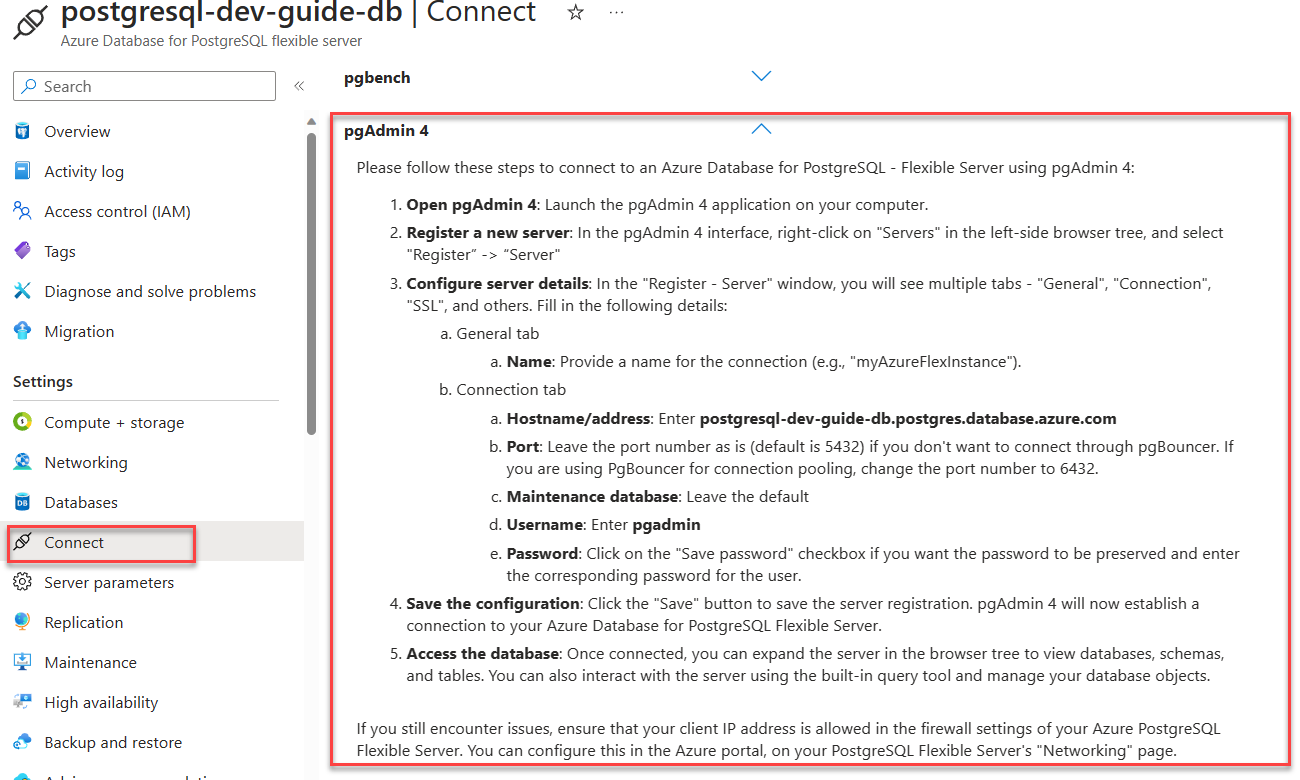 postgresql-dev-guide-db | Connect
Azure Database for PostgreSQL flexible server
Search
Overview
Activity log
Access control (IAM)
Tags
Diagnose and solve problems
Migration
Settings
Compute + storage
Networking
Databases
Connect
Server parameters
Replication
Maintenance
High availability
Backup and restore
pgbench
pgAdmin 4
Please follow these steps to connect to an Azure Database for PostgreSQL - Flexible Server using pgAdmin 4:
1. Open pgAdmin 4: Launch the pgAdmin 4 application on your computer.
2. Register a new server: In the pgAdmin 4 interface, right-click on "Servers" in the left-side browser tree, and select
"Register” -> “Server"
3. Configure server details: In the "Register - Server" window, you will see multiple tabs - "General", "Connection",
"SSL", and others. Fill in the following details:
a. General tab
a. Name: Provide a name for the connection (e.g., "myAzureFlexInstance").
b. Connection tab
a. Hostname/address: Enter postgresql-dev-guide-db.postgres.database.azure.com
b. Port: Leave the port number as is (default is 5432) if you don't want to connect through pgBouncer. If
you are using PgBouncer for connection pooling, change the port number to 6432.
c. Maintenance database: Leave the default
d. Username: Enter pgadmin
e. Password: Click on the "Save password" checkbox if you want the password to be preserved and enter
the corresponding password for the user.
4. Save the configuration: Click the "Save" button to save the server registration. pgAdmin 4 will now establish a
connection to your Azure Database for PostgreSQL Flexible Server.
5. Access the database: Once connected, you can expand the server in the browser tree to view databases, schemas,
and tables. You can also interact with the server using the built-in query tool and manage your database objects.
If you still encounter issues, ensure that your client IP address is allowed in the firewall settings of your Azure PostgreSQL
Flexible Server. You can configure this in the Azure portal, on your PostgreSQL Flexible Server's "Networking" page.